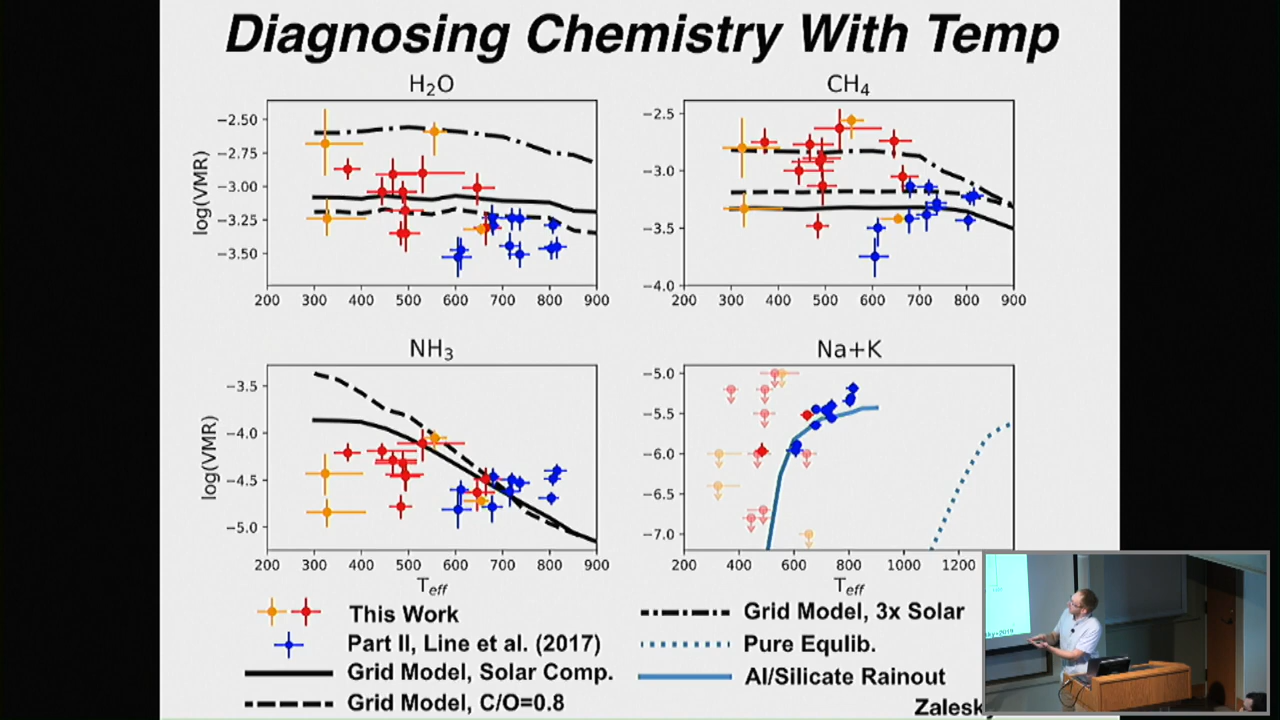 Diagnosing Chemistry With Temp
H₂O
CH₄
log(VMR)
−2.50
−2.75
−3.00
−3.25
−3.50
200 300 400 500 600 700 800 900
−2.5
−3.0
−3.5
−4.0
200 300 400 500 600 700 800 900
NH₃
Na+K
log(VMR)
−3.5
−4.0
−4.5
−5.0
200 300 400 500 600 700 800 900
T_eff
−5.0
−5.5
−6.0
−6.5
−7.0
200 400 600 800 1000 1200
T_eff
This Work
Part II, Line et al. (2017)
Grid Model, Solar Comp.
Grid Model, C/O=0.8
Grid Model, 3x Solar
Pure Equlib.
Al/Silicate Rainout
Zalesky